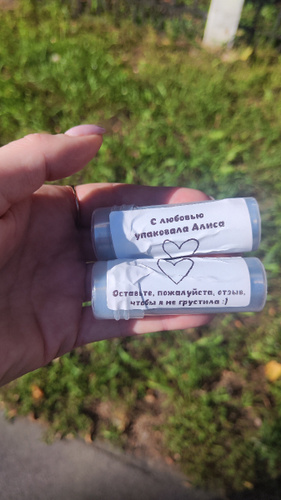 С любовью
упаковала Алиса
Оставьте, пожалуйста, отзыв,
чтобы я не грустила :)